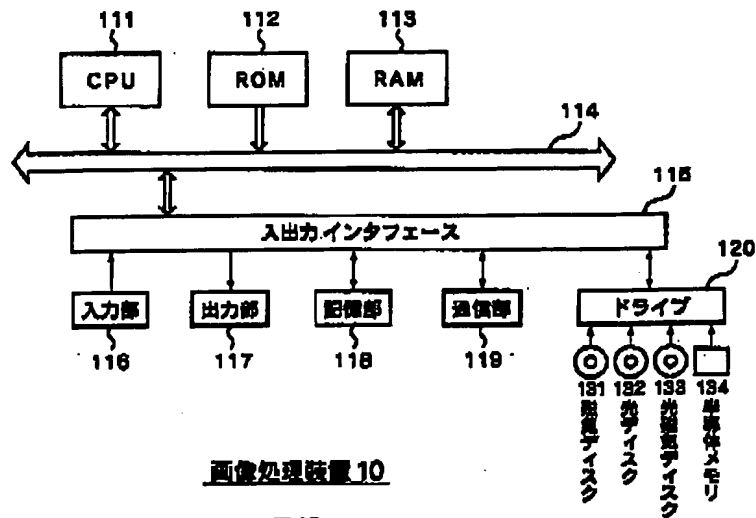 111
112
113
CPU
ROM
RAM
114
115
入出力インタフェース
120
入力部
出力部
記憶部
通信部
ドライブ
116
117
118
119
131
132
133
134
磁気ディスク
光ディスク
光磁気ディスク
半導体メモリ
画像処理装置10